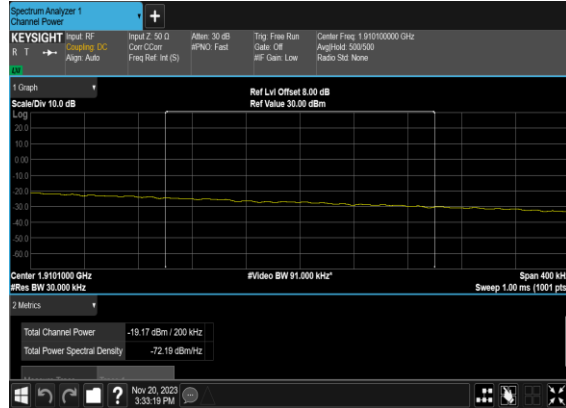 Spectrum Analyzer 1
Channel Power
+
KEYSIGHT
R T
LV
Input: RF
Coupling: DC
Align: Auto
Input Z: 50 Ω
Corr CCorr
Freq Ref: Int (S)
Atten: 30 dB
#PNO: Fast
Trig: Free Run
Gate: Off
#IF Gain: Low
Center Freq: 1.910100000 GHz
Avg|Hold: 500/500
Radio Std: None
1 Graph
Scale/Div 10.0 dB
Ref Lvl Offset 8.00 dB
Ref Value 30.00 dBm
Log
20.0
10.0
0.00
-10.0
-20.0
-30.0
-40.0
-50.0
-60.0
Center 1.9101000 GHz
#Res BW 30.000 kHz
#Video BW 91.000 kHz*
Span 400 kH
Sweep 1.00 ms (1001 pts
2 Metrics
Total Channel Power -19.17 dBm / 200 kHz
Total Power Spectral Density -72.19 dBm/Hz
?
Nov 20, 2023
3:33:19 PM